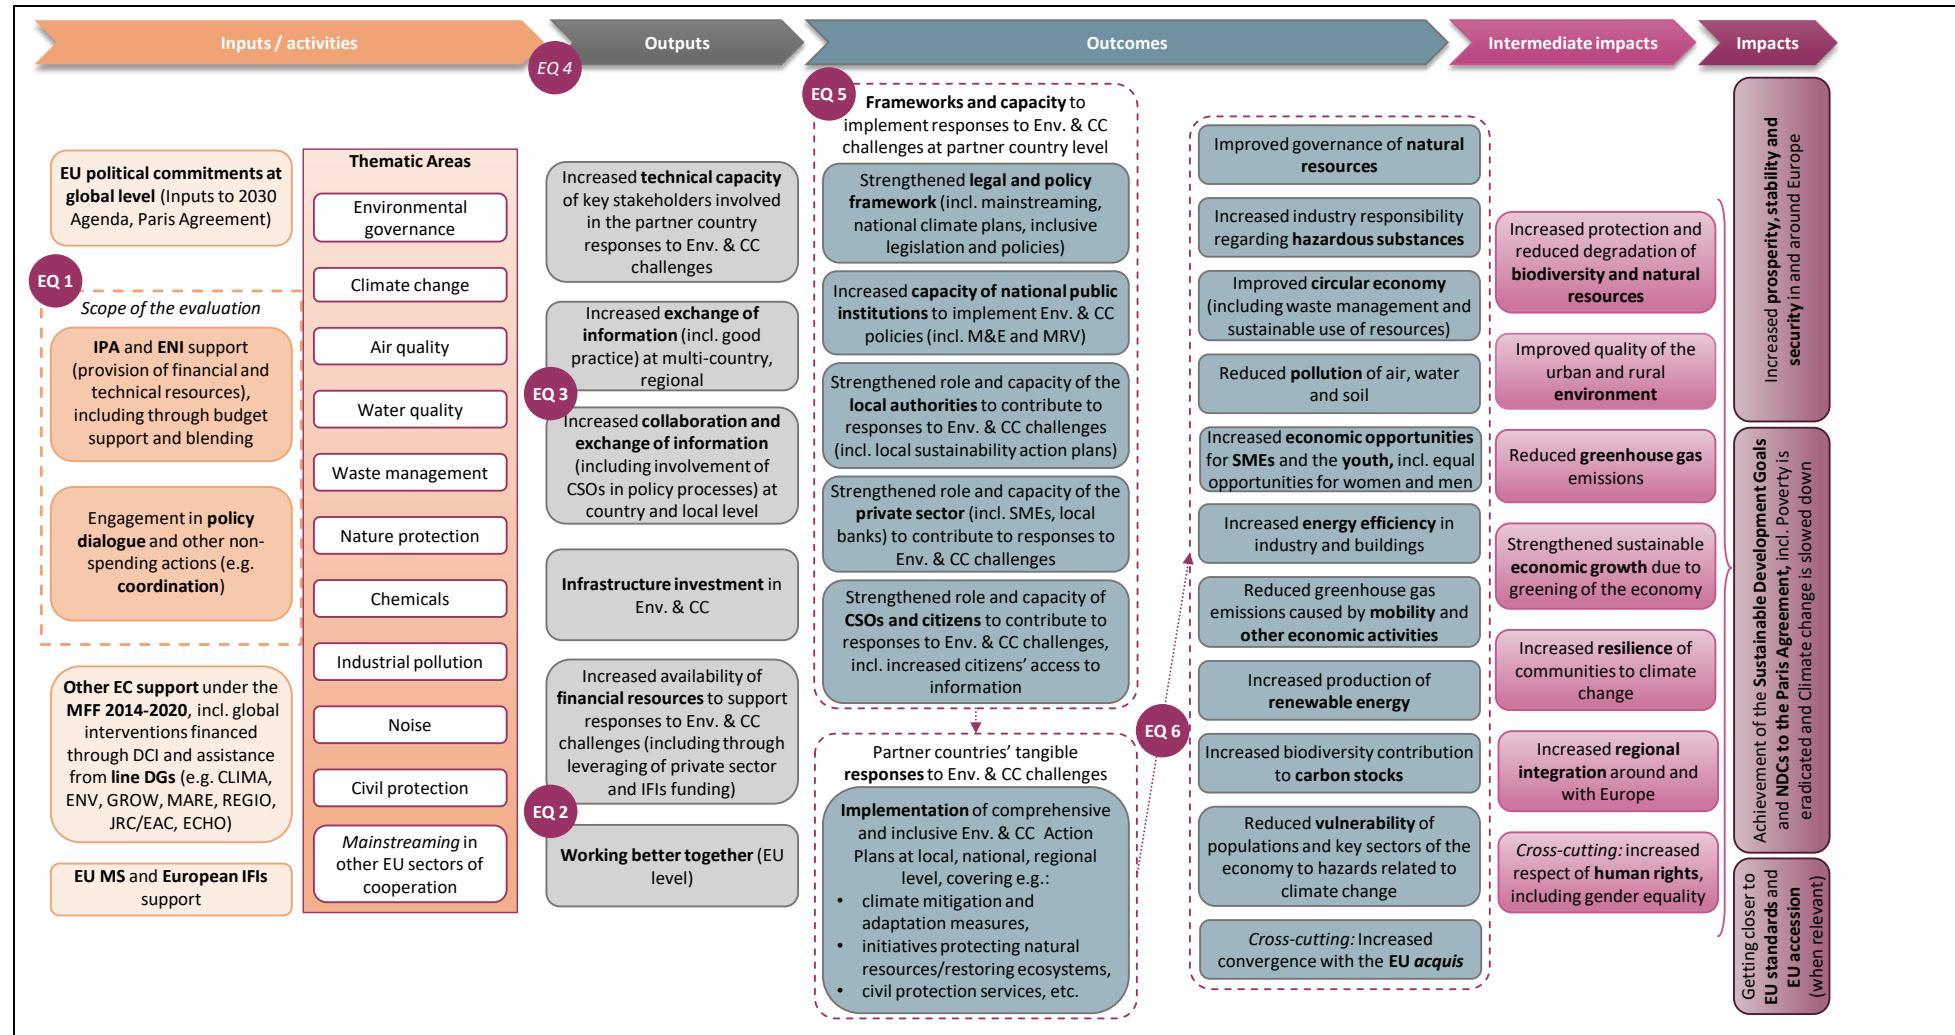 Inputs / activities
Outputs
Outcomes
Intermediate impacts
Impacts
EQ 4
EU political commitments at
global level (Inputs to 2030
Agenda, Paris Agreement)
EQ 1
Scope of the evaluation
IPA and ENI support
(provision of financial and
technical resources),
including through budget
support and blending
Engagement in policy
dialogue and other non-
spending actions (e.g.
coordination)
Other EC support under the
MFF 2014-2020, incl. global
interventions financed
through DCI and assistance
from line DGs (e.g. CLIMA,
ENV, GROW, MARE, REGIO,
JRC/EAC, ECHO)
EU MS and European IFIs
support
Thematic Areas
Environmental
governance
Climate change
Air quality
Water quality
Waste management
Nature protection
Chemicals
Industrial pollution
Noise
Civil protection
Mainstreaming in
other EU sectors of
cooperation
Increased technical capacity
of key stakeholders involved
in the partner country
responses to Env. & CC
challenges
Increased exchange of
information (incl. good
practice) at multi-country,
regional
EQ 3
Increased collaboration and
exchange of information
(including involvement of
CSOs in policy processes) at
country and local level
Infrastructure investment in
Env. & CC
Increased availability of
financial resources to support
responses to Env. & CC
challenges (including through
leveraging of private sector
and IFIs funding)
EQ 2
Working better together (EU
level)
EQ 5
Frameworks and capacity to
implement responses to Env. & CC
challenges at partner country level
Strengthened legal and policy
framework (incl. mainstreaming,
national climate plans, inclusive
legislation and policies)
Increased capacity of national public
institutions to implement Env. & CC
policies (incl. M&E and MRV)
Strengthened role and capacity of the
local authorities to contribute to
responses to Env. & CC challenges
(incl. local sustainability action plans)
Strengthened role and capacity of the
private sector (incl. SMEs, local
banks) to contribute to responses to
Env. & CC challenges
Strengthened role and capacity of
CSOs and citizens to contribute to
responses to Env. & CC challenges,
incl. increased citizens' access to
information
Partner countries' tangible
responses to Env. & CC challenges
Implementation of comprehensive
and inclusive Env. & CC Action
Plans at local, national, regional
level, covering e.g.:
• climate mitigation and
adaptation measures,
• initiatives protecting natural
resources/restoring ecosystems,
• civil protection services, etc.
EQ 6
Improved governance of natural
resources
Increased industry responsibility
regarding hazardous substances
Improved circular economy
(including waste management and
sustainable use of resources)
Reduced pollution of air, water
and soil
Increased economic opportunities
for SMEs and the youth, incl. equal
opportunities for women and men
Increased energy efficiency in
industry and buildings
Reduced greenhouse gas
emissions caused by mobility and
other economic activities
Increased production of
renewable energy
Increased biodiversity contribution
to carbon stocks
Reduced vulnerability of
populations and key sectors of the
economy to hazards related to
climate change
Cross-cutting: Increased
convergence with the EU acquis
Increased protection and
reduced degradation of
biodiversity and natural
resources
Improved quality of the
urban and rural
environment
Reduced greenhouse gas
emissions
Strengthened sustainable
economic growth due to
greening of the economy
Increased resilience of
communities to climate
change
Increased regional
integration around and
with Europe
Cross-cutting: increased
respect of human rights,
including gender equality
Increased prosperity, stability and
security in and around Europe
Achievement of the Sustainable Development Goals
and NDCs to the Paris Agreement, incl. Poverty is
eradicated and Climate change is slowed down
Getting closer to
EU standards and
EU accession
(when relevant)